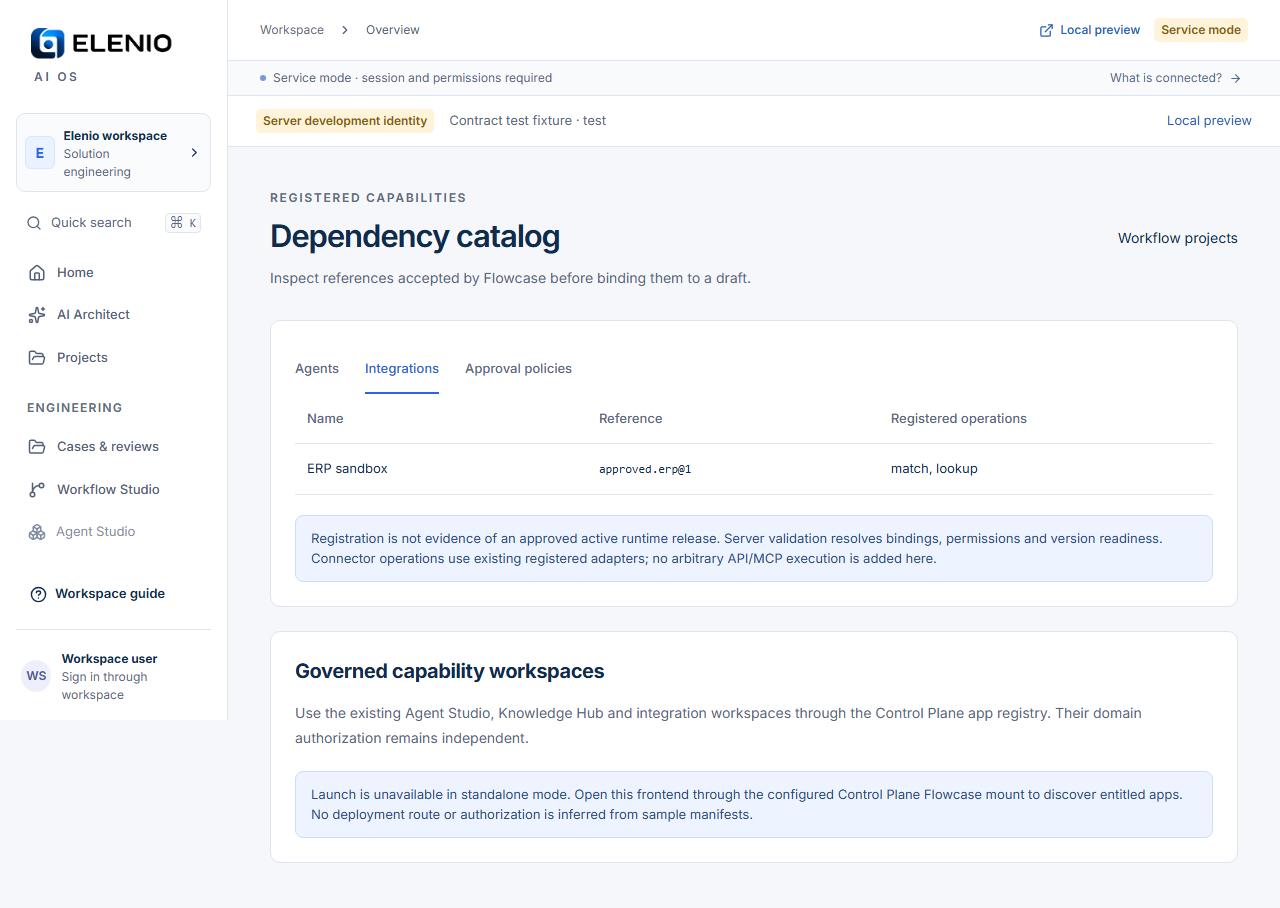 ELENIO
AI OS
E
Elenio workspace
Solution
engineering
Quick search
⌘ K
Home
AI Architect
Projects
ENGINEERING
Cases & reviews
Workflow Studio
Agent Studio
Workspace guide
WS
Workspace user
Sign in through
workspace
Workspace
Overview
Local preview
Service mode
Service mode · session and permissions required
What is connected? →
Server development identity
Contract test fixture · test
Local preview
REGISTERED CAPABILITIES
Dependency catalog
Workflow projects
Inspect references accepted by Flowcase before binding them to a draft.
Agents
Integrations
Approval policies
Name
Reference
Registered operations
ERP sandbox
approved.erp@1
match, lookup
Registration is not evidence of an approved active runtime release. Server validation resolves bindings, permissions and version readiness.
Connector operations use existing registered adapters; no arbitrary API/MCP execution is added here.
Governed capability workspaces
Use the existing Agent Studio, Knowledge Hub and integration workspaces through the Control Plane app registry. Their domain
authorization remains independent.
Launch is unavailable in standalone mode. Open this frontend through the configured Control Plane Flowcase mount to discover entitled apps.
No deployment route or authorization is inferred from sample manifests.